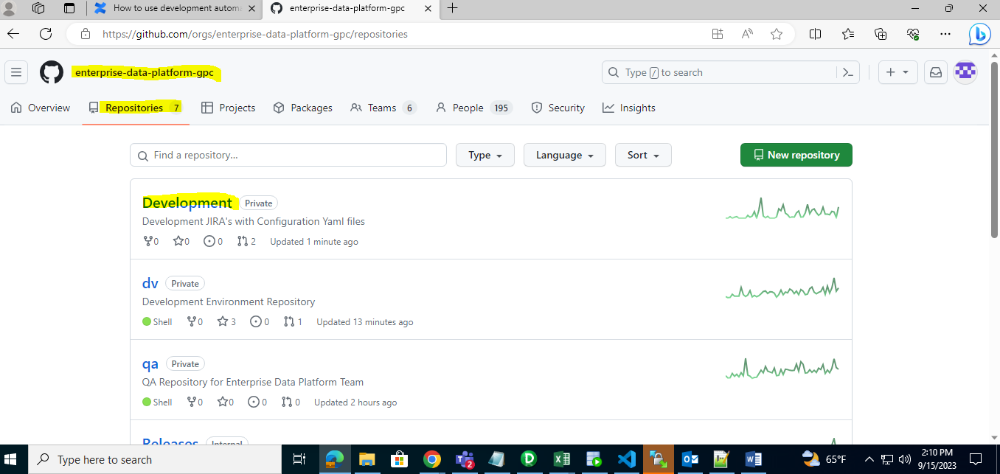 How to use development automa
enterprise-data-platform-gpc
https://github.com/orgs/enterprise-data-platform-gpc/repositories
enterprise-data-platform-gpc
Type / to search
Overview Repositories 7 Projects Packages Teams 6 People 195 Security Insights
Find a repository... Type Language Sort New repository
Development Private
Development JIRA's with Configuration Yaml files
0 0 0 2 Updated 1 minute ago
dv Private
Development Environment Repository
Shell 0 3 0 1 Updated 13 minutes ago
qa Private
QA Repository for Enterprise Data Platform Team
Shell 0 0 0 0 Updated 2 hours ago
Releases Internal
Type here to search
2
65°F
2:10 PM
9/15/2023